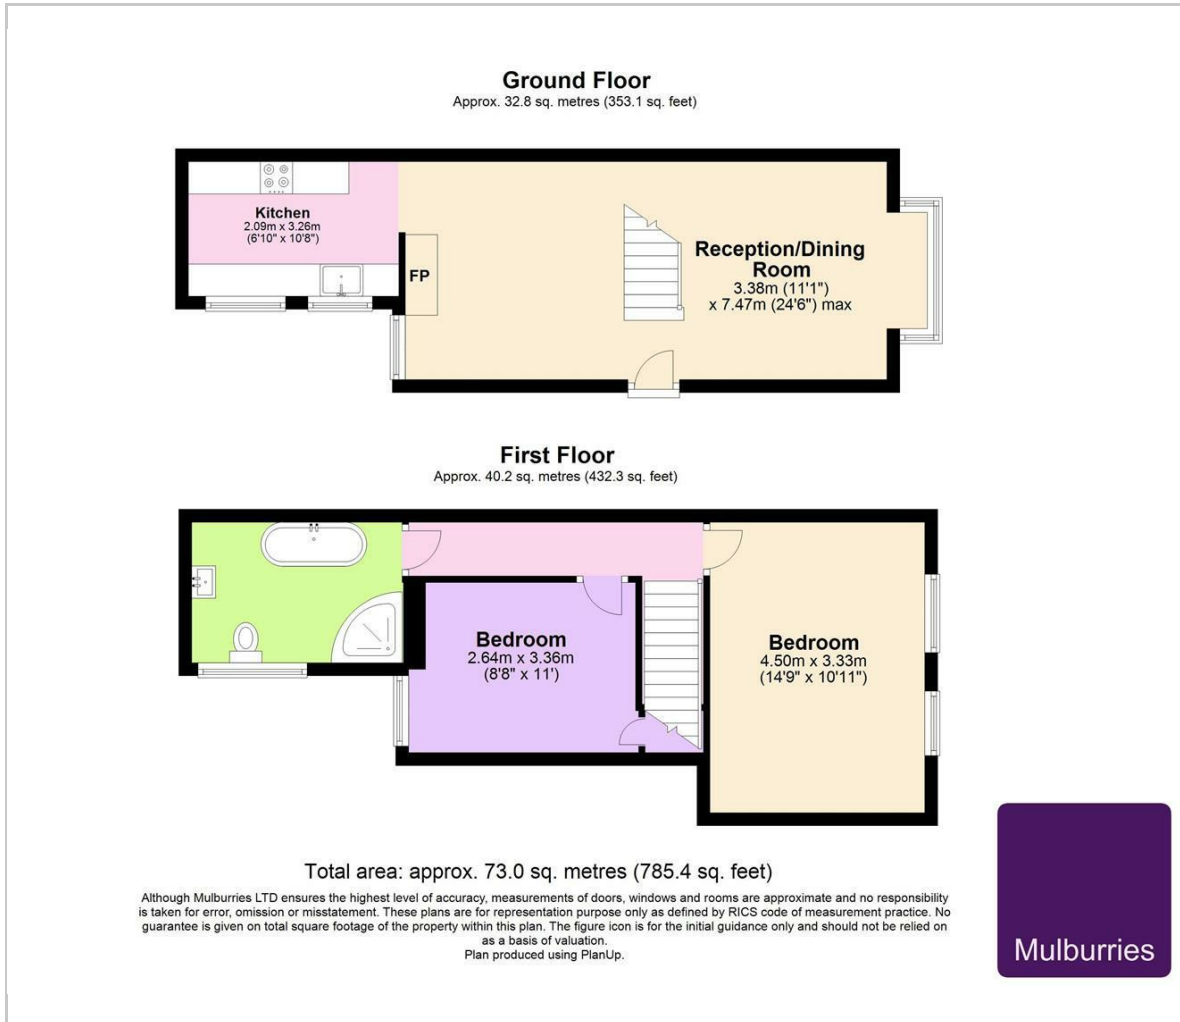 Ground Floor
Approx. 32.8 sq. metres (353.1 sq. feet)
Kitchen
2.09m x 3.26m
(6'10" x 10'8")
FP
Reception/Dining
Room
3.38m (11'1")
x 7.47m (24'6") max
First Floor
Approx. 40.2 sq. metres (432.3 sq. feet)
Bedroom
2.64m x 3.36m
(8'8" x 11')
Bedroom
4.50m x 3.33m
(14'9" x 10'11")
Total area: approx. 73.0 sq. metres (785.4 sq. feet)
Although Mulburries LTD ensures the highest level of accuracy, measurements of doors, windows and rooms are approximate and no responsibility
is taken for error, omission or misstatement. These plans are for representation purpose only as defined by RICS code of measurement practice. No
guarantee is given on total square footage of the property within this plan. The figure icon is for the initial guidance only and should not be relied on
as a basis of valuation.
Plan produced using PlanUp.
Mulburries